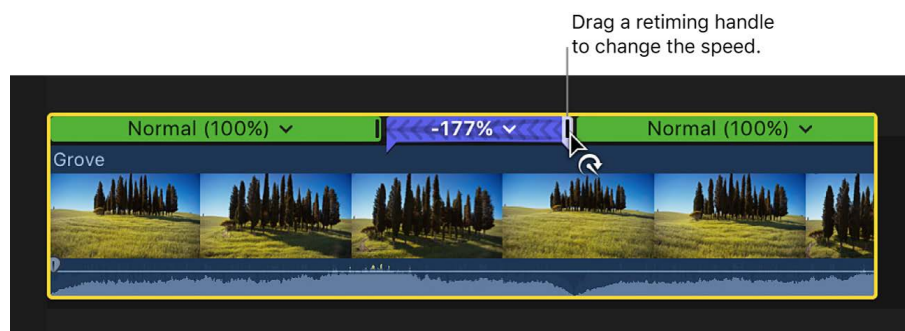 Drag a retiming handle
to change the speed.
Normal (100%) -177% Normal (100%)
Grove